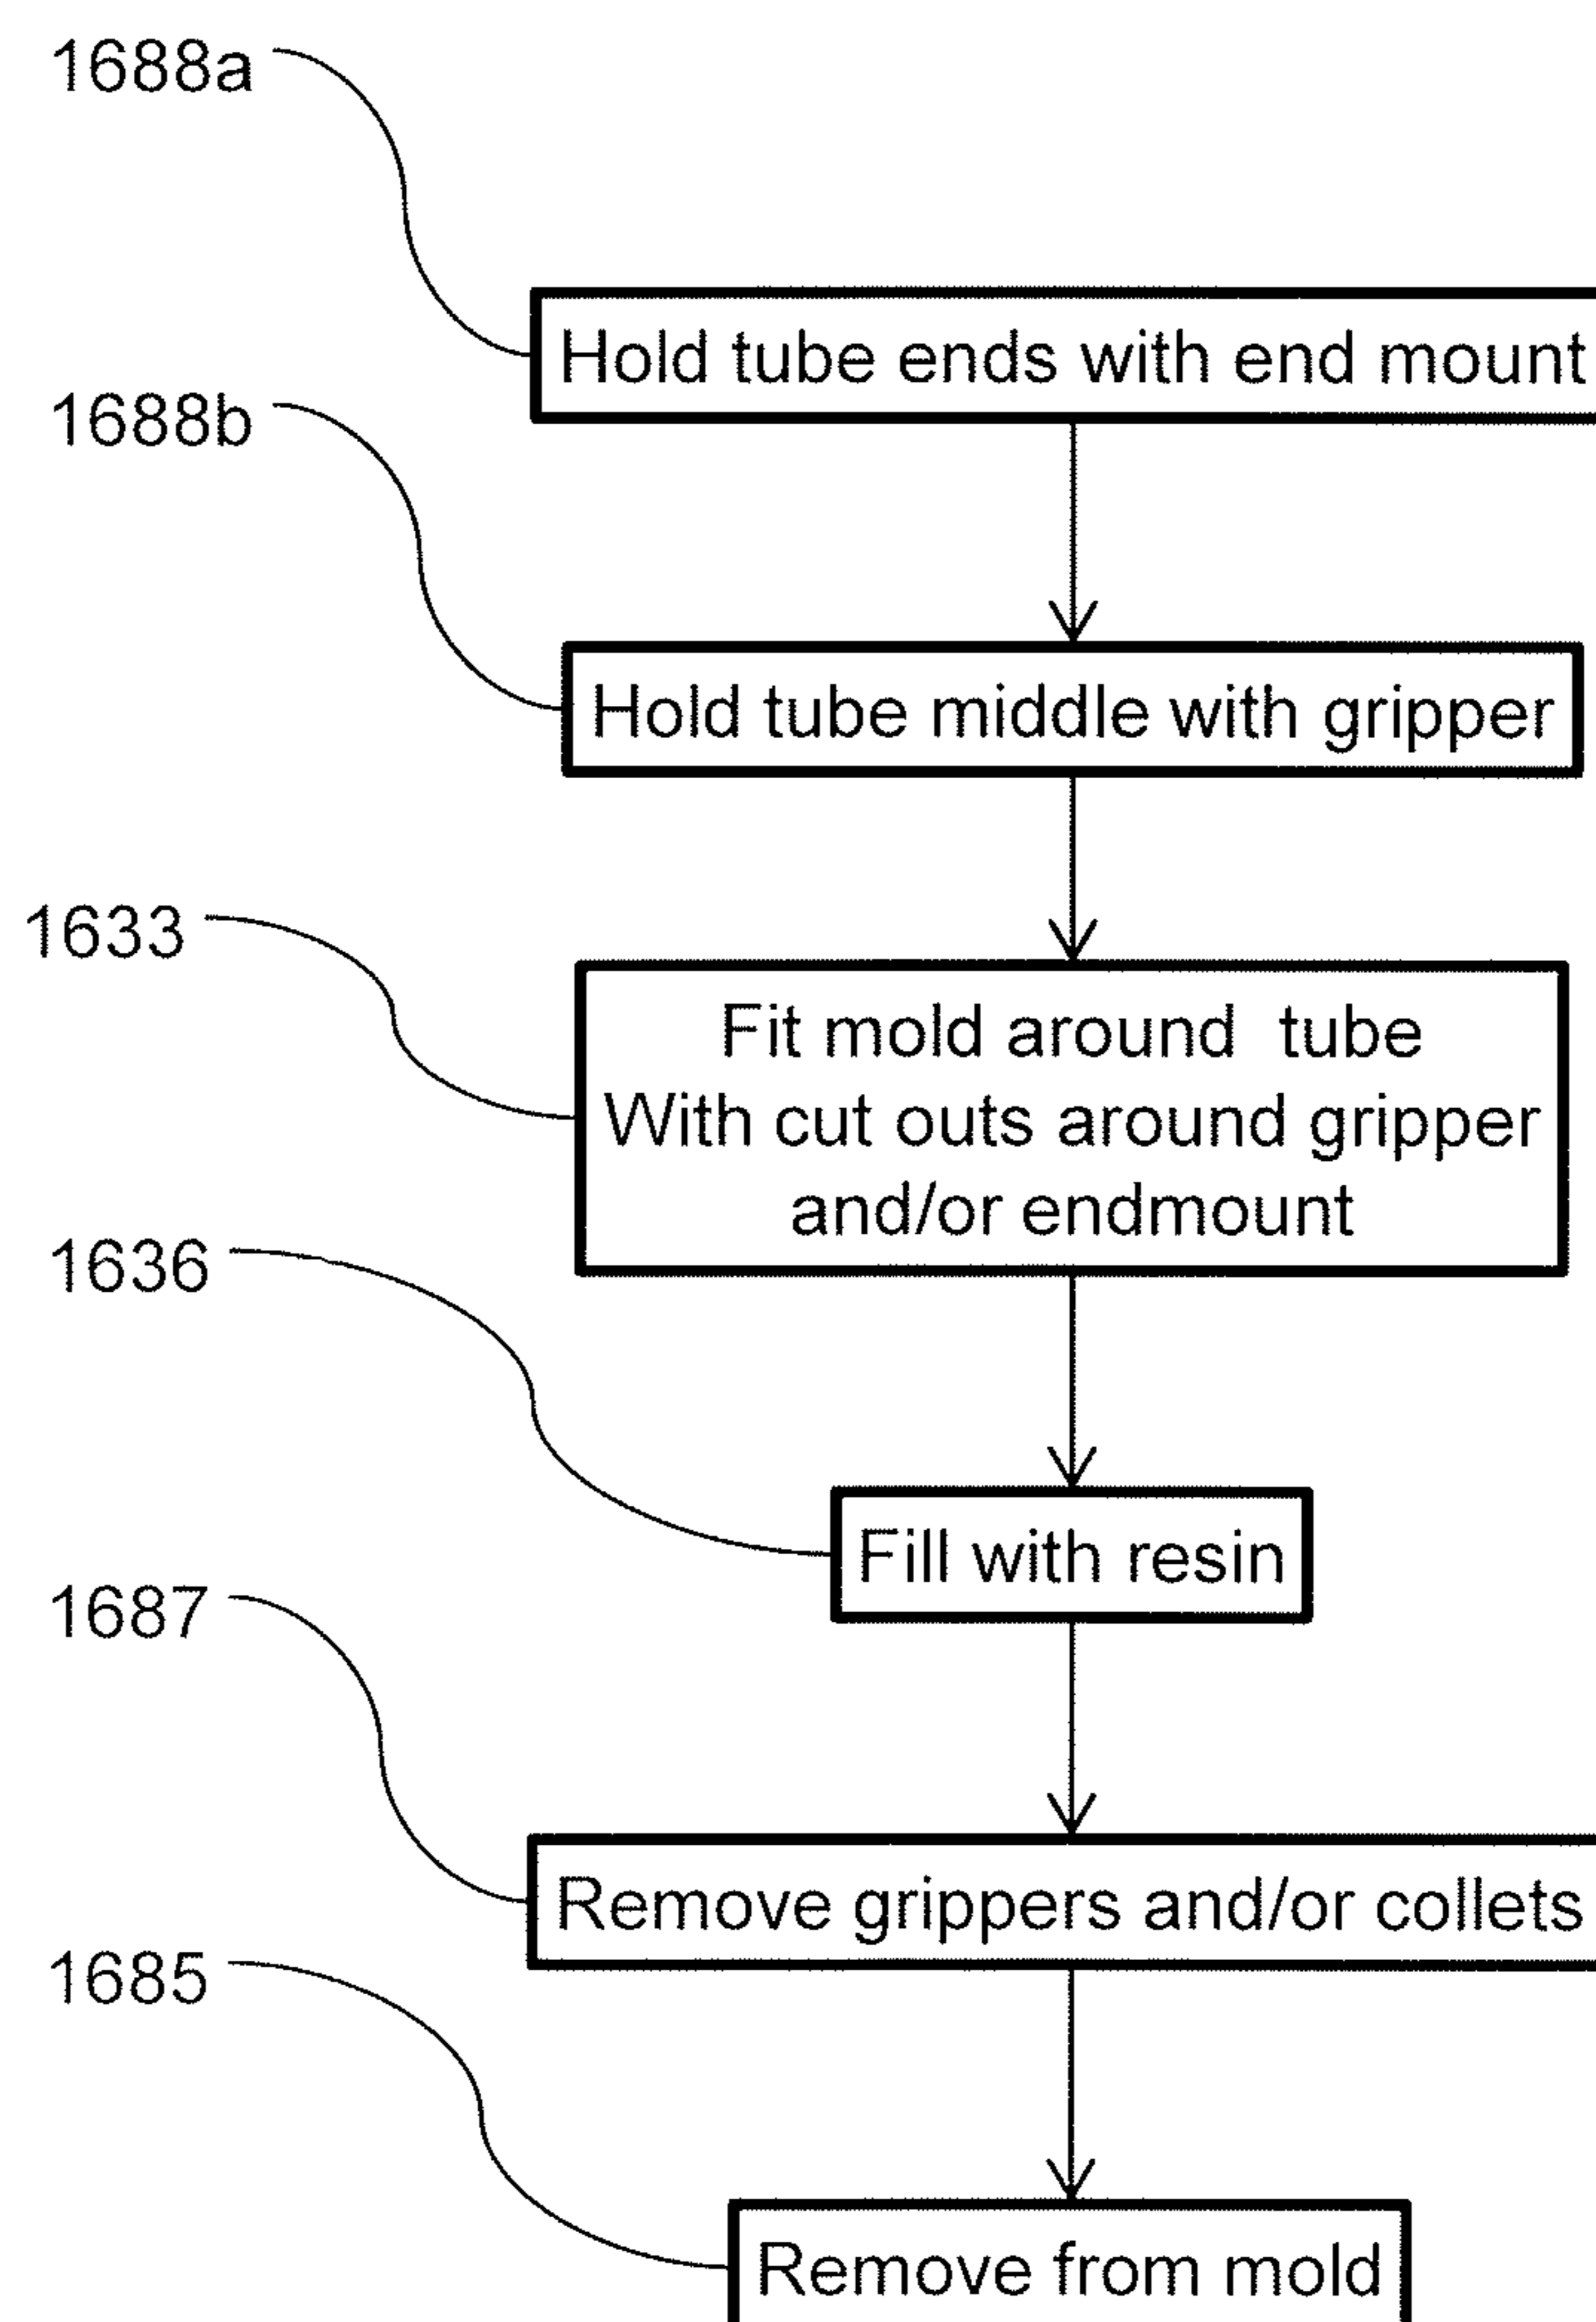 1688a
Hold tube ends with end mount
1688b
Hold tube middle with gripper
1633
Fit mold around tube
With cut outs around gripper
and/or endmount
1636
Fill with resin
1687
Remove grippers and/or collets
1685
Remove from mold